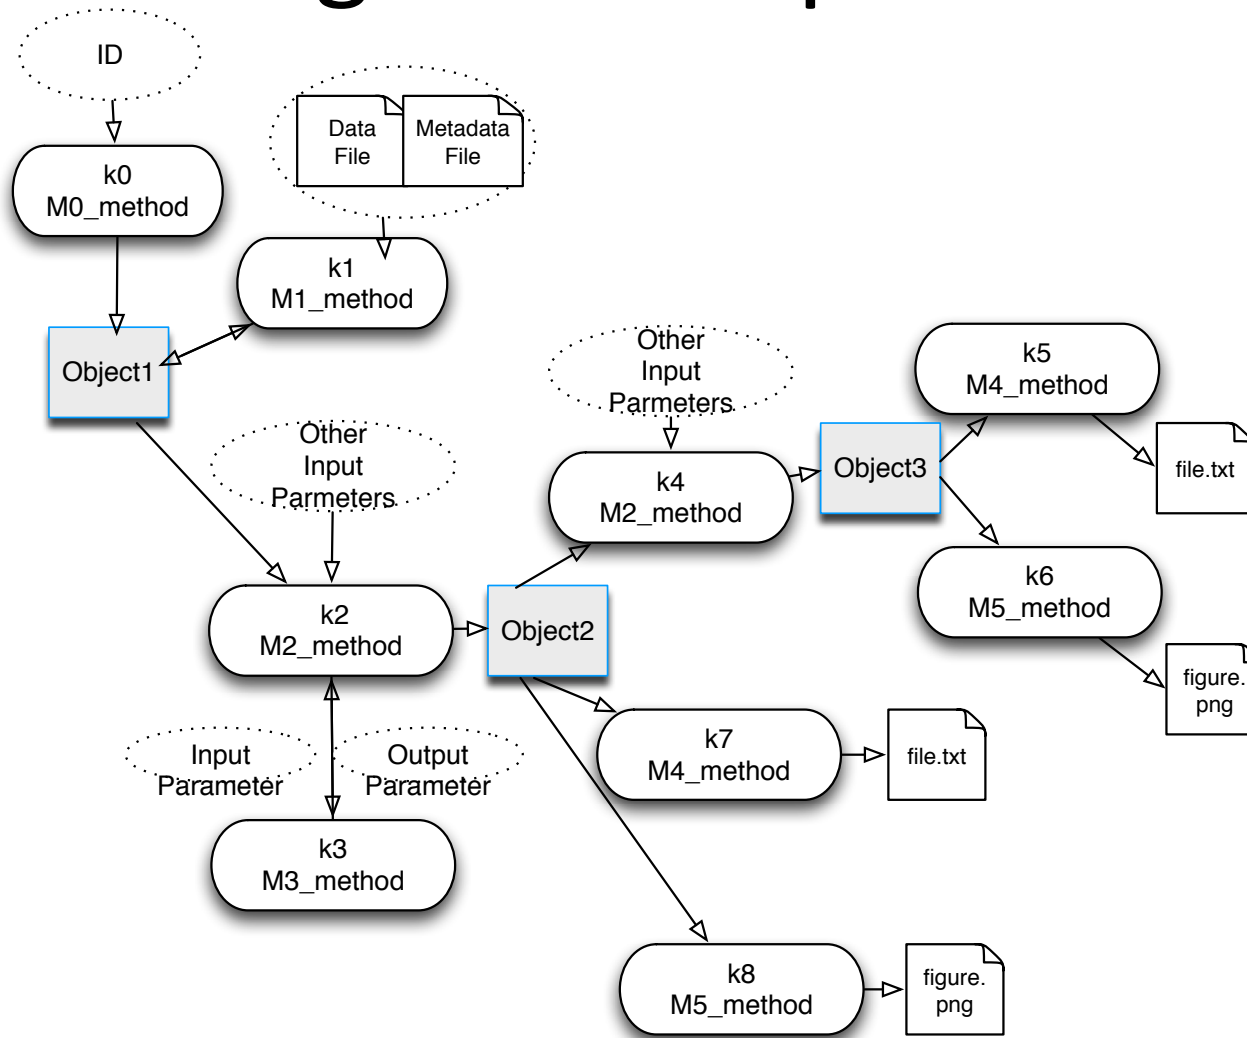 ID
k0
M0_method
Data
File
Metadata
File
k1
M1_method
Object1
Other
Input
Parmeters
Other
Input
Parmeters
k5
M4_method
file.txt
k4
M2_method
Object3
k6
M5_method
figure.
png
k2
M2_method
Object2
k7
M4_method
file.txt
Input
Parameter
Output
Parameter
k3
M3_method
k8
M5_method
figure.
png